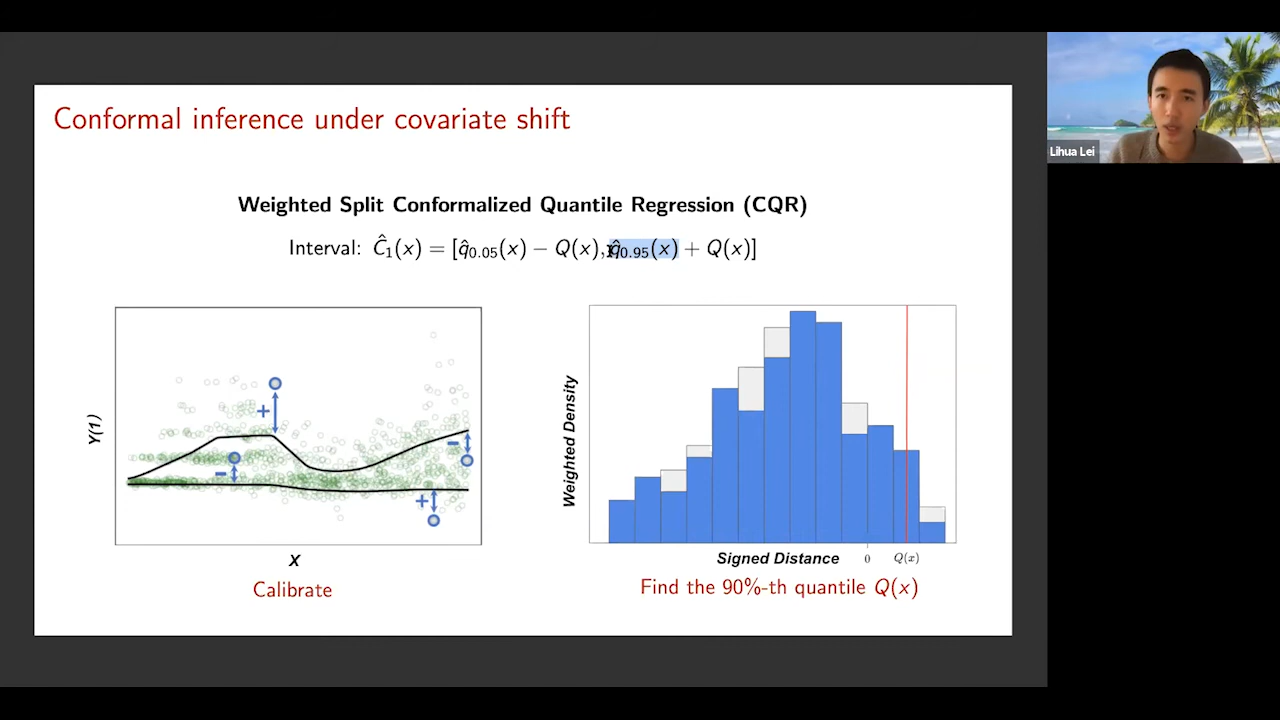 Conformal inference under covariate shift
Lihua Lei
Weighted Split Conformalized Quantile Regression (CQR)
Interval: Ĉ₁(x) = [q̂₀.₀₅(x) − Q(x), q̂₀.₉₅(x) + Q(x)]
Y(1)
+
−
−
+
X
Calibrate
Weighted Density
Signed Distance
0
Q(x)
Find the 90%-th quantile Q(x)